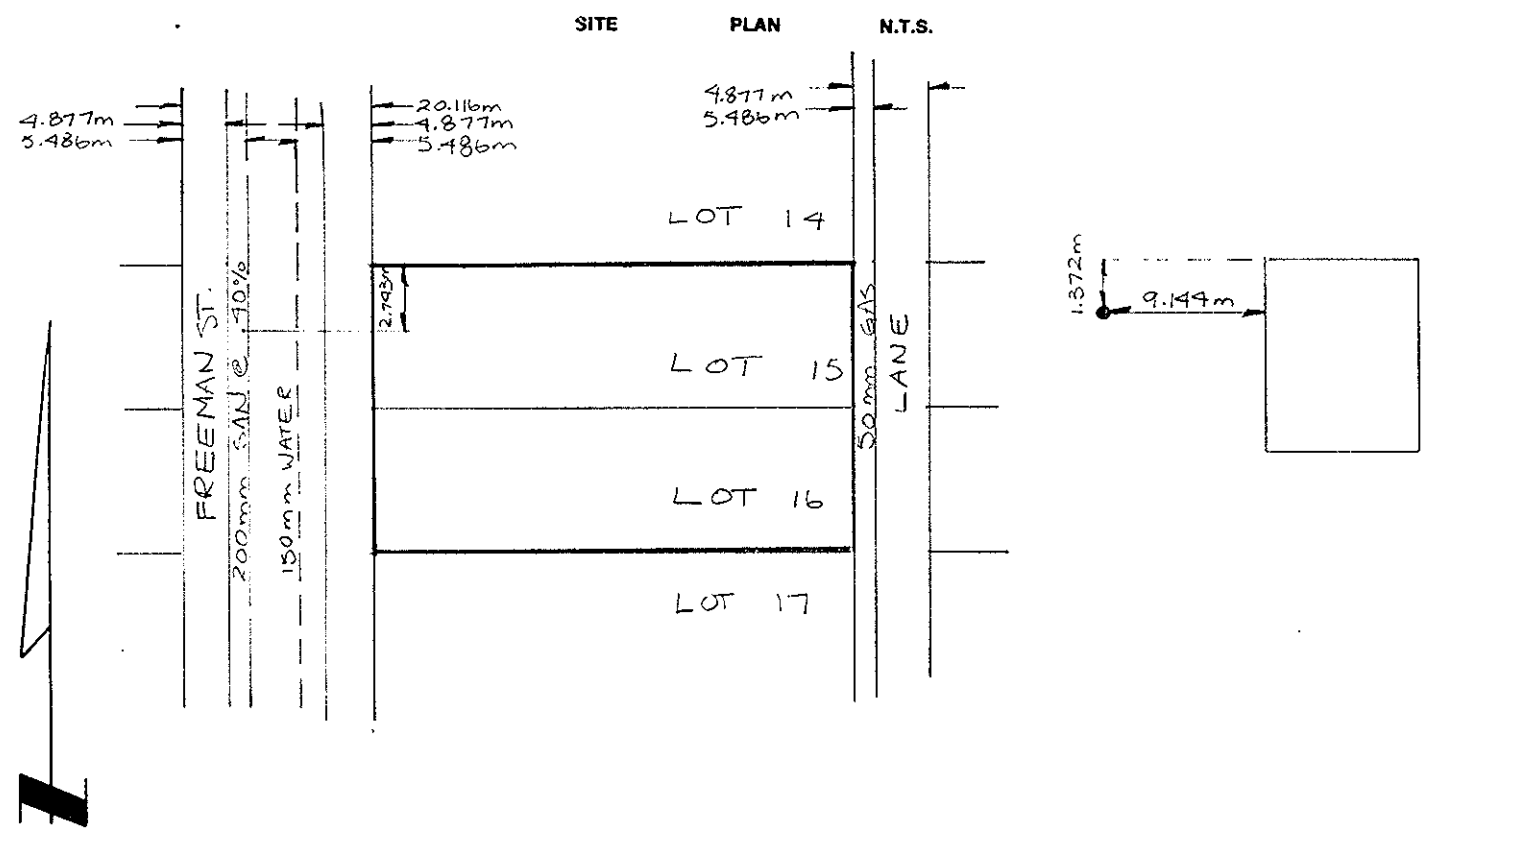 SITE PLAN N.T.S.
4.877m
5.486m
20.116m
4.877m
5.486m
4.877m
5.486m
LOT 14
2.743m
LOT 15
LOT 16
LOT 17
FREEMAN ST.
200mm SAN @ .40%
150mm WATER
50mm GAS
LANE
1.372m
9.144m